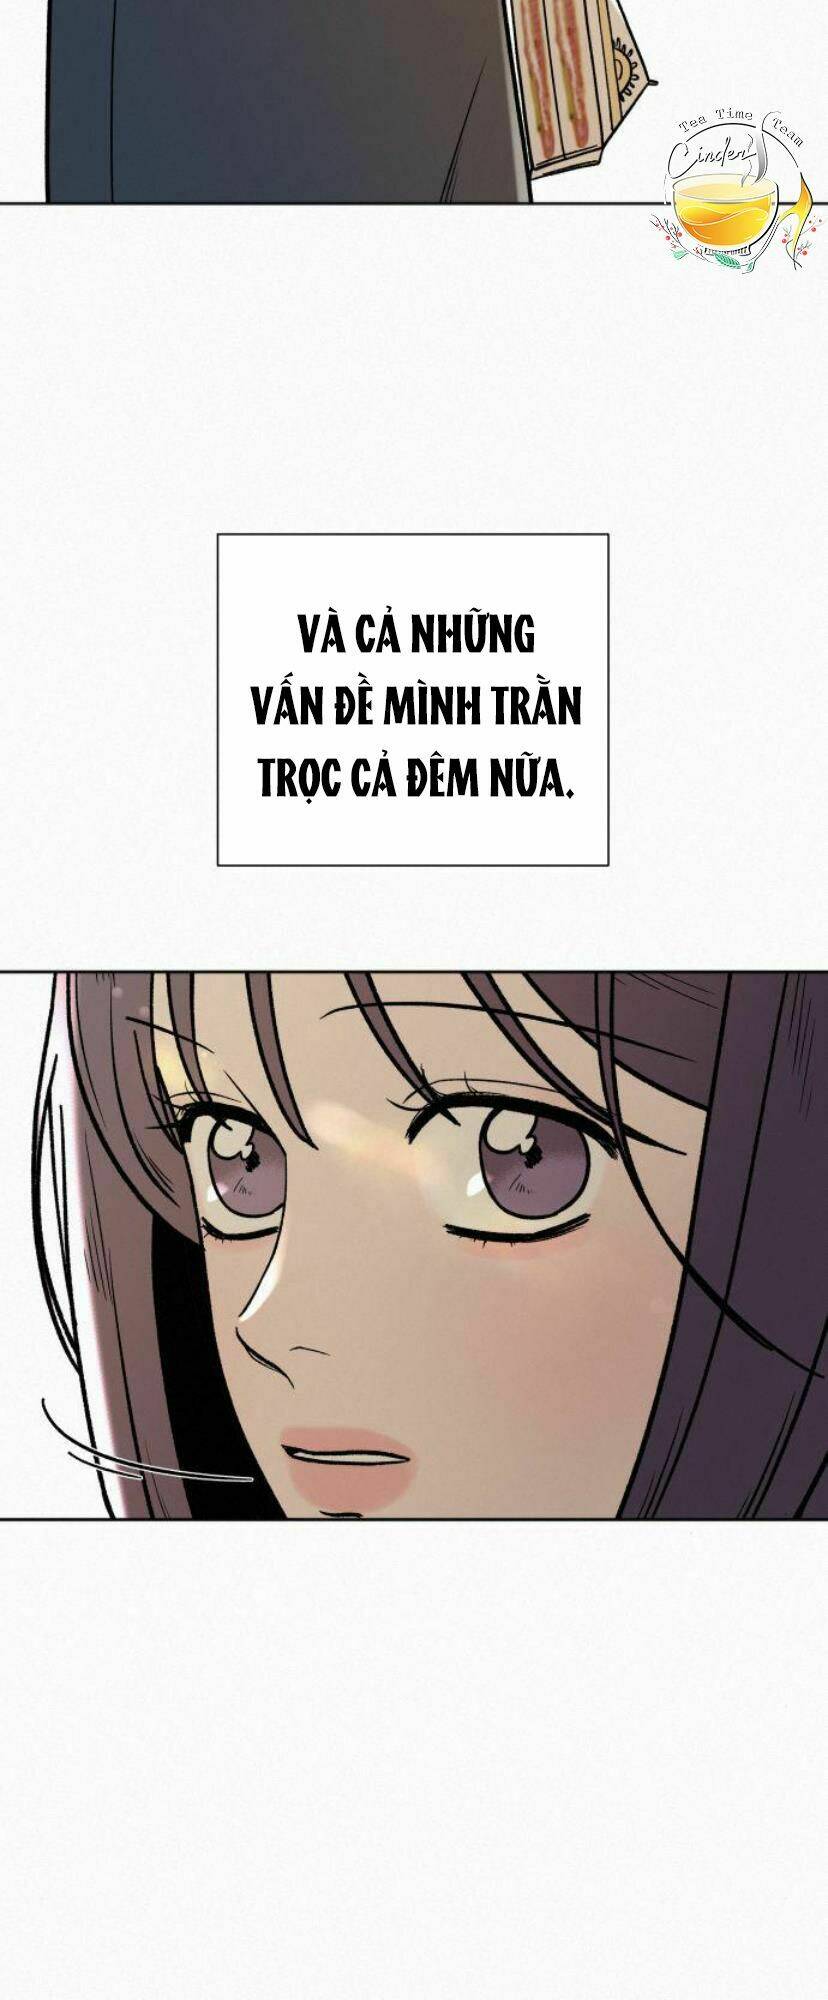 Tea Time Team
Cinder
VÀ CẢ NHỮNG
VẤN ĐỀ MÌNH TRẰN
TRỌC CẢ ĐÊM NỮA.